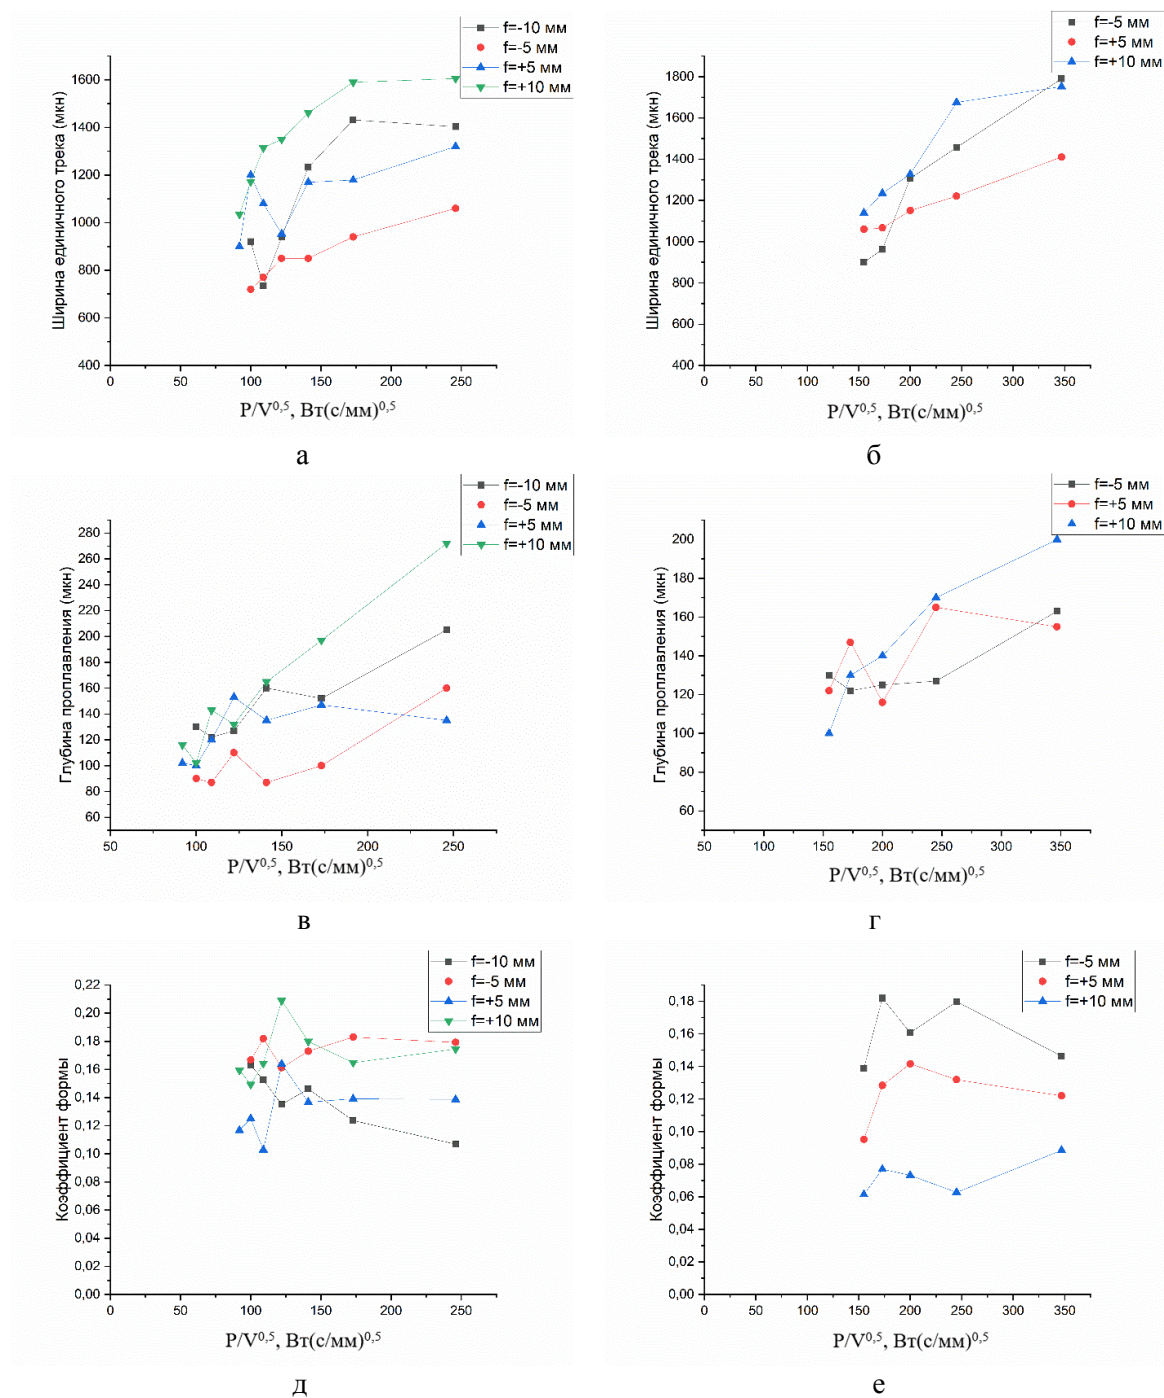 f=-10 мм
f=-5 мм
f=+5 мм
f=+10 мм
Ширина единичного трека (мкн)
1600
1400
1200
1000
800
600
400
0 50 100 150 200 250
P/V0,5, Вт(с/мм)0,5
а
f=-5 мм
f=+5 мм
f=+10 мм
Ширина единичного трека (мкн)
1800
1600
1400
1200
1000
800
600
400
0 50 100 150 200 250 300 350
P/V0,5, Вт(с/мм)0,5
б
f=-10 мм
f=-5 мм
f=+5 мм
f=+10 мм
Глубина проплавления (мкн)
280
260
240
220
200
180
160
140
120
100
80
60
50 100 150 200 250
P/V0,5, Вт(с/мм)0,5
в
f=-5 мм
f=+5 мм
f=+10 мм
Глубина проплавления (мкн)
200
180
160
140
120
100
80
60
50 100 150 200 250 300 350
P/V0,5, Вт(с/мм)0,5
г
f=-10 мм
f=-5 мм
f=+5 мм
f=+10 мм
Коэффициент формы
0,22
0,20
0,18
0,16
0,14
0,12
0,10
0,08
0,06
0,04
0,02
0,00
0 50 100 150 200 250
P/V0,5, Вт(с/мм)0,5
д
f=-5 мм
f=+5 мм
f=+10 мм
Коэффициент формы
0,18
0,16
0,14
0,12
0,10
0,08
0,06
0,04
0,02
0,00
0 50 100 150 200 250 300 350
P/V0,5, Вт(с/мм)0,5
е